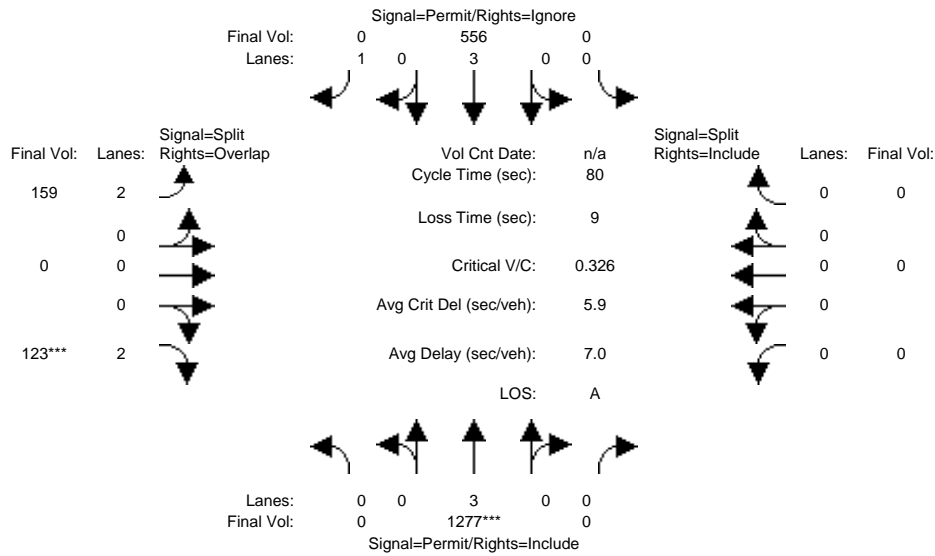 Signal=Permit/Rights=Ignore
Final Vol: 0 556 0
Lanes: 1 0 3 0 0
Signal=Split Signal=Split
Final Vol: Lanes: Rights=Overlap Vol Cnt Date: n/a Rights=Include Lanes: Final Vol:
Cycle Time (sec): 80
159 2 0 0
Loss Time (sec): 9
0 0
0 0 Critical V/C: 0.326 0 0
0 Avg Crit Del (sec/veh): 5.9 0
123*** 2 Avg Delay (sec/veh): 7.0 0 0
LOS: A
Lanes: 0 0 3 0 0
Final Vol: 0 1277*** 0
Signal=Permit/Rights=Include